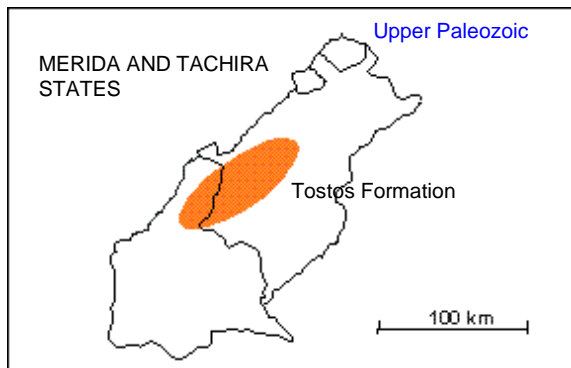 Upper Paleozoic
MERIDA AND TACHIRA
STATES
Tostos Formation
100 km